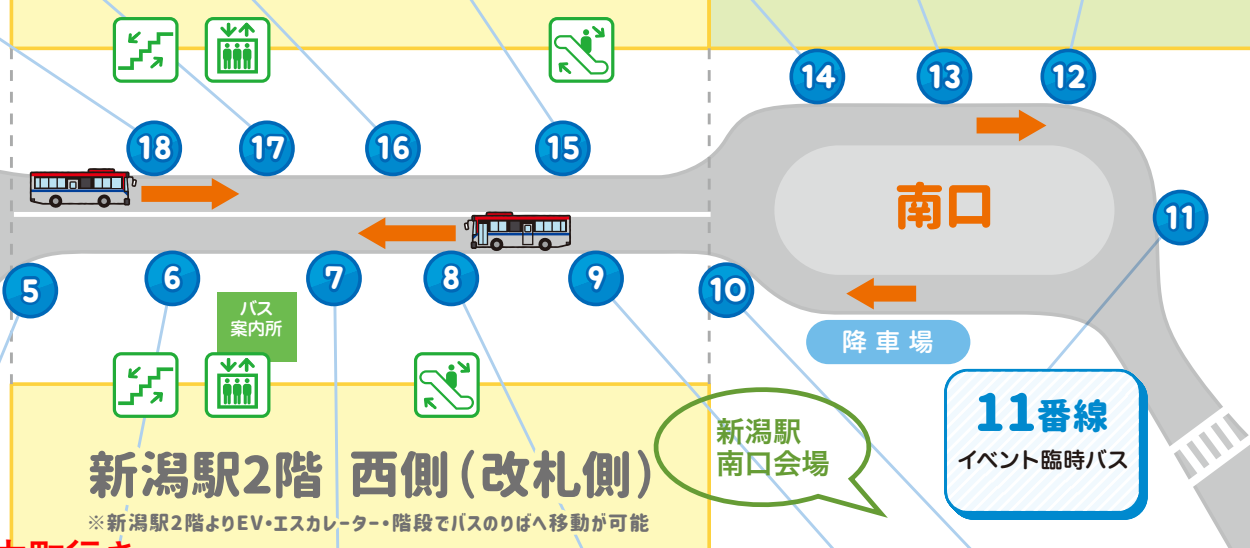 14
13
12
18
17
16
15
南口
11
5
6
7
8
9
10
バス
案内所
降車場
11番線
イベント臨時バス
新潟駅
南口会場
新潟駅2階 西側(改札側)
※新潟駅2階よりEV・エスカレーター・階段でバスのりばへ移動が可能